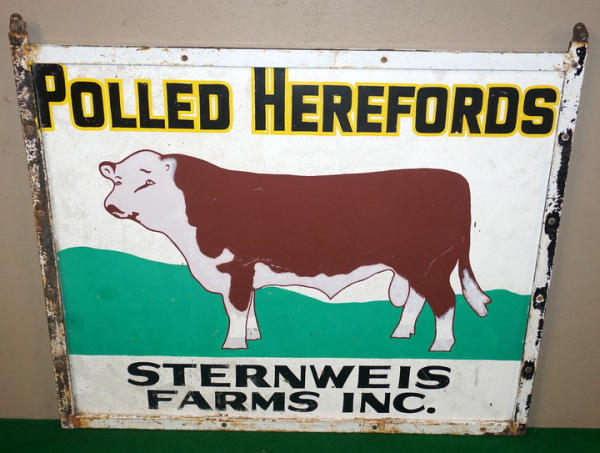 POLLED HEREFORDS
STERNWEIS
FARMS INC.